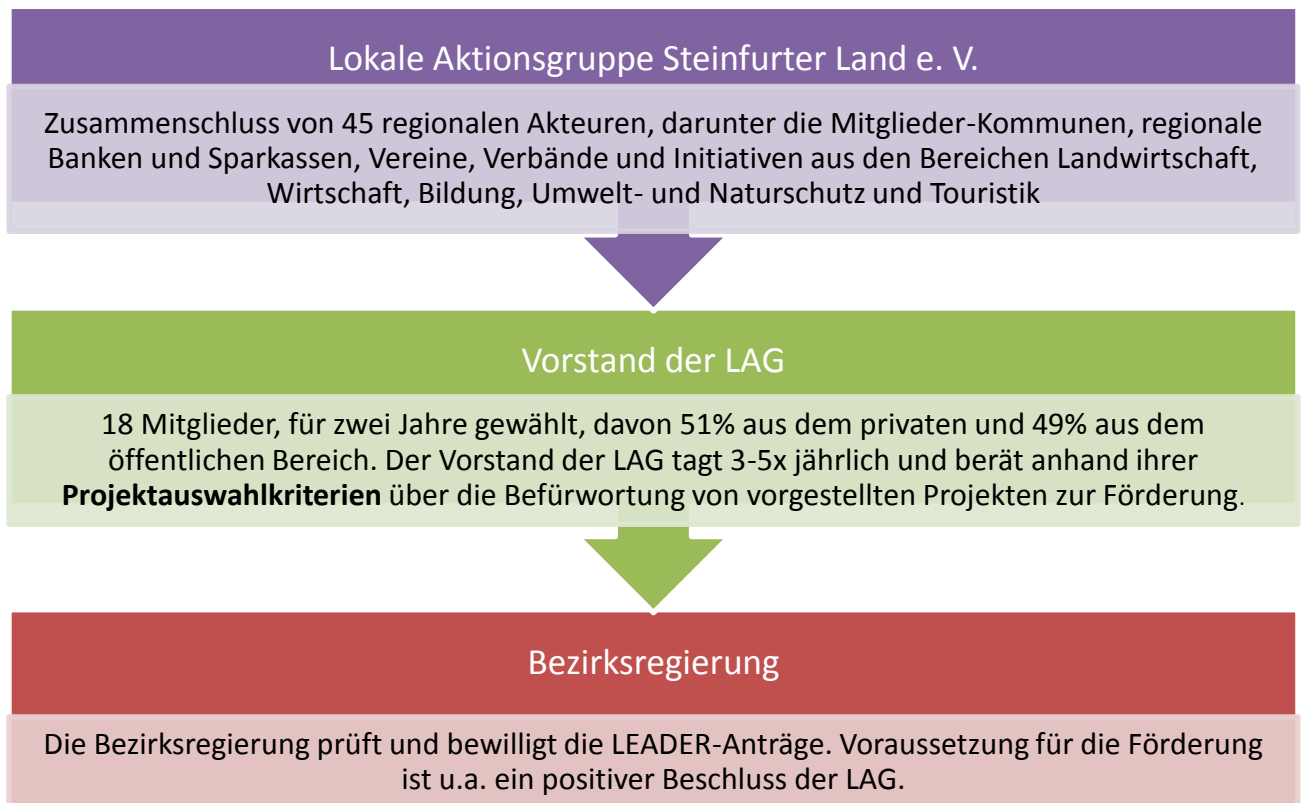 Lokale Aktionsgruppe Steinfurter Land e. V.
Zusammenschluss von 45 regionalen Akteuren, darunter die Mitglieder-Kommunen, regionale
Banken und Sparkassen, Vereine, Verbände und Initiativen aus den Bereichen Landwirtschaft,
Wirtschaft, Bildung, Umwelt- und Naturschutz und Touristik
Vorstand der LAG
18 Mitglieder, für zwei Jahre gewählt, davon 51% aus dem privaten und 49% aus dem
öffentlichen Bereich. Der Vorstand der LAG tagt 3-5x jährlich und berät anhand ihrer
Projektauswahlkriterien über die Befürwortung von vorgestellten Projekten zur Förderung.
Bezirksregierung
Die Bezirksregierung prüft und bewilligt die LEADER-Anträge. Voraussetzung für die Förderung
ist u.a. ein positiver Beschluss der LAG.